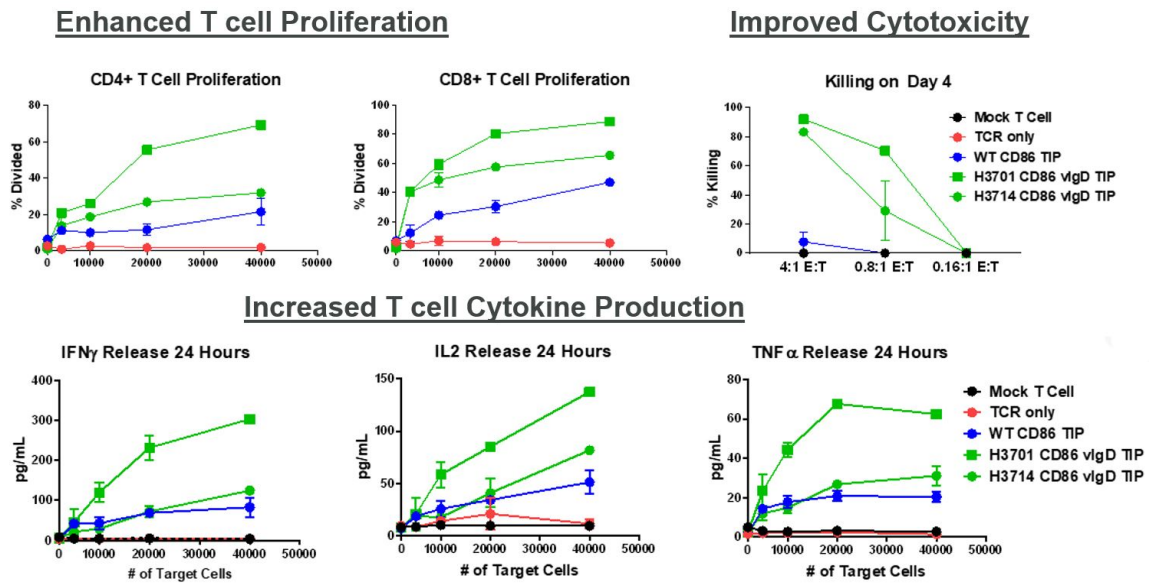 Enhanced T cell Proliferation
Improved Cytotoxicity
CD4+ T Cell Proliferation
% Divided
80
60
40
20
0
0 10000 20000 30000 40000 50000
CD8+ T Cell Proliferation
% Divided
100
80
60
40
20
0
0 10000 20000 30000 40000 50000
Killing on Day 4
% Killing
100
80
60
40
20
0
4:1 E:T 0.8:1 E:T 0.16:1 E:T
Mock T Cell
TCR only
WT CD86 TIP
H3701 CD86 vIgD TIP
H3714 CD86 vIgD TIP
Increased T cell Cytokine Production
IFNγ Release 24 Hours
pg/mL
400
300
200
100
0
0 10000 20000 30000 40000 50000
# of Target Cells
IL2 Release 24 Hours
pg/mL
150
100
50
0
0 10000 20000 30000 40000 50000
# of Target Cells
TNF α Release 24 Hours
pg/mL
80
60
40
20
0
0 10000 20000 30000 40000 50000
# of Target Cells
Mock T Cell
TCR only
WT CD86 TIP
H3701 CD86 vIgD TIP
H3714 CD86 vIgD TIP